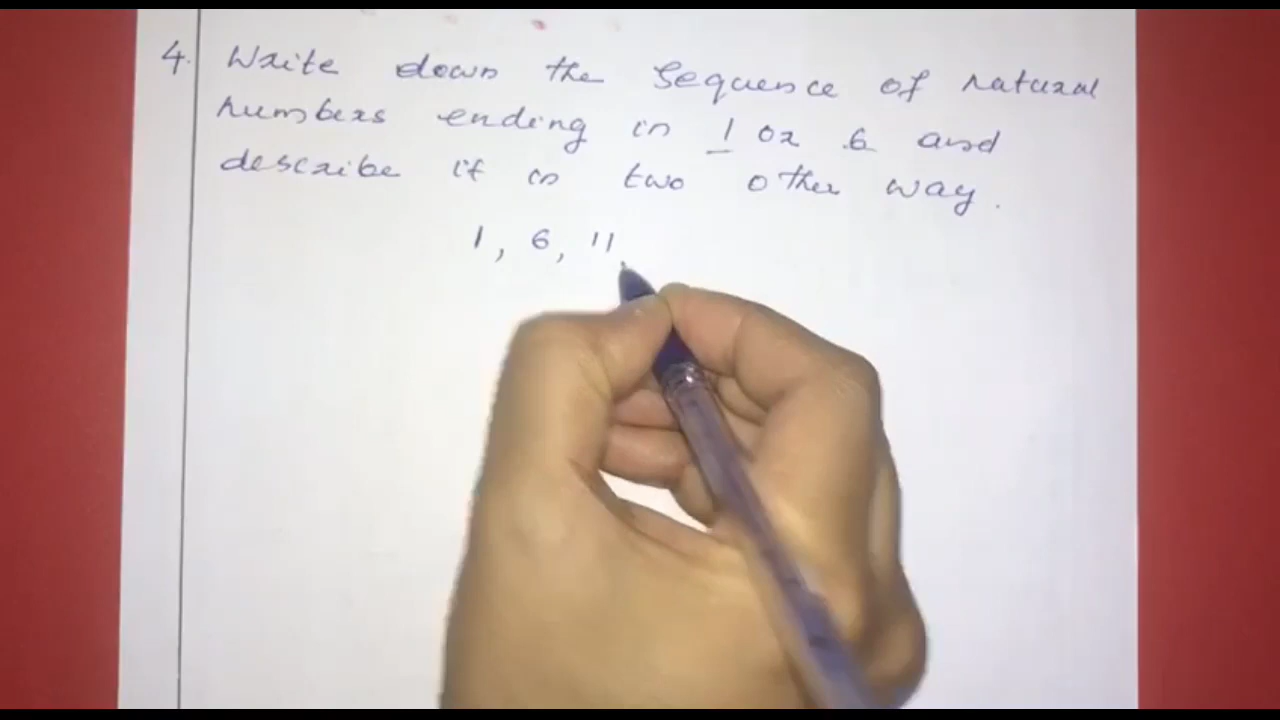 4. Write down the Sequence of natural
numbers ending in 1 or 6 and
describe it in two other way.
1, 6, 11